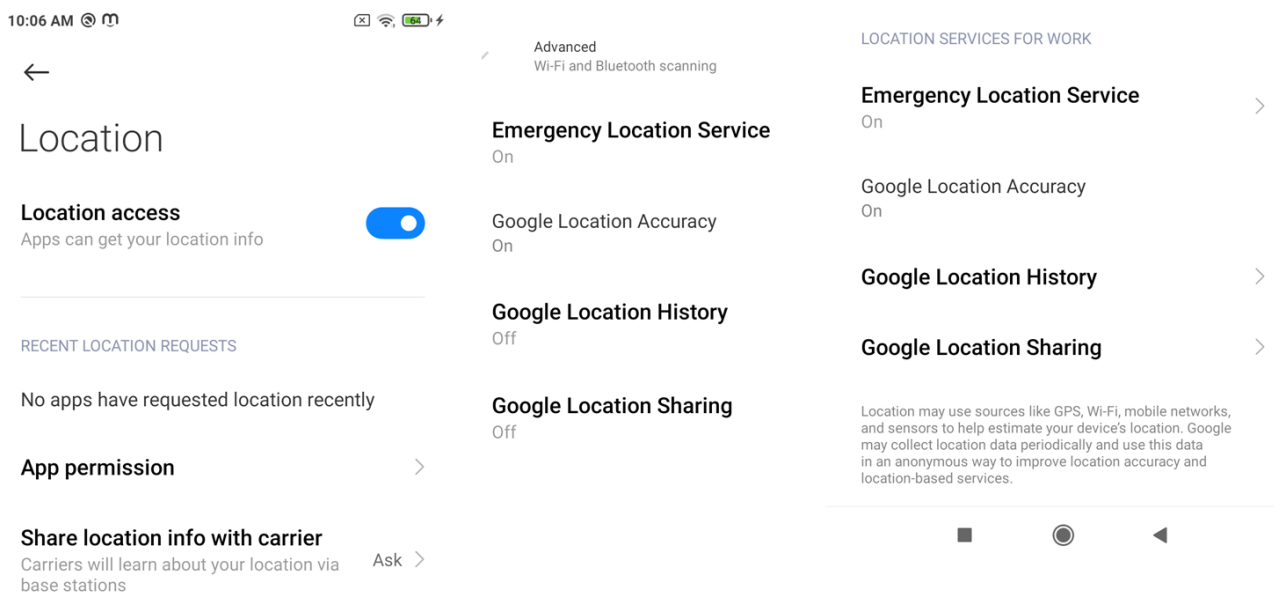 10:06 AM
64
Location
Location access
Apps can get your location info
RECENT LOCATION REQUESTS
No apps have requested location recently
App permission
Share location info with carrier
Carriers will learn about your location via
base stations
Ask
Advanced
Wi-Fi and Bluetooth scanning
Emergency Location Service
On
Google Location Accuracy
On
Google Location History
Off
Google Location Sharing
Off
LOCATION SERVICES FOR WORK
Emergency Location Service
On
Google Location Accuracy
On
Google Location History
Google Location Sharing
Location may use sources like GPS, Wi-Fi, mobile networks,
and sensors to help estimate your device's location. Google
may collect location data periodically and use this data
in an anonymous way to improve location accuracy and
location-based services.